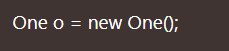 One o = new One();